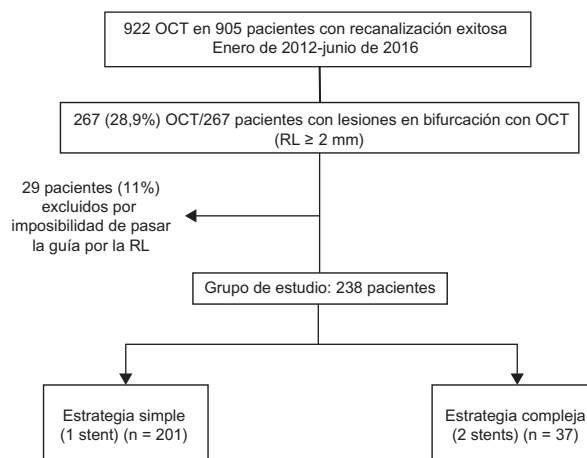 922 OCT en 905 pacientes con recanalización exitosa
Enero de 2012-junio de 2016
267 (28,9%) OCT/267 pacientes con lesiones en bifurcación con OCT
(RL ≥ 2 mm)
29 pacientes (11%)
excluidos por
imposibilidad de pasar
la guía por la RL
Grupo de estudio: 238 pacientes
Estrategia simple
(1 stent) (n = 201)
Estrategia compleja
(2 stents) (n = 37)